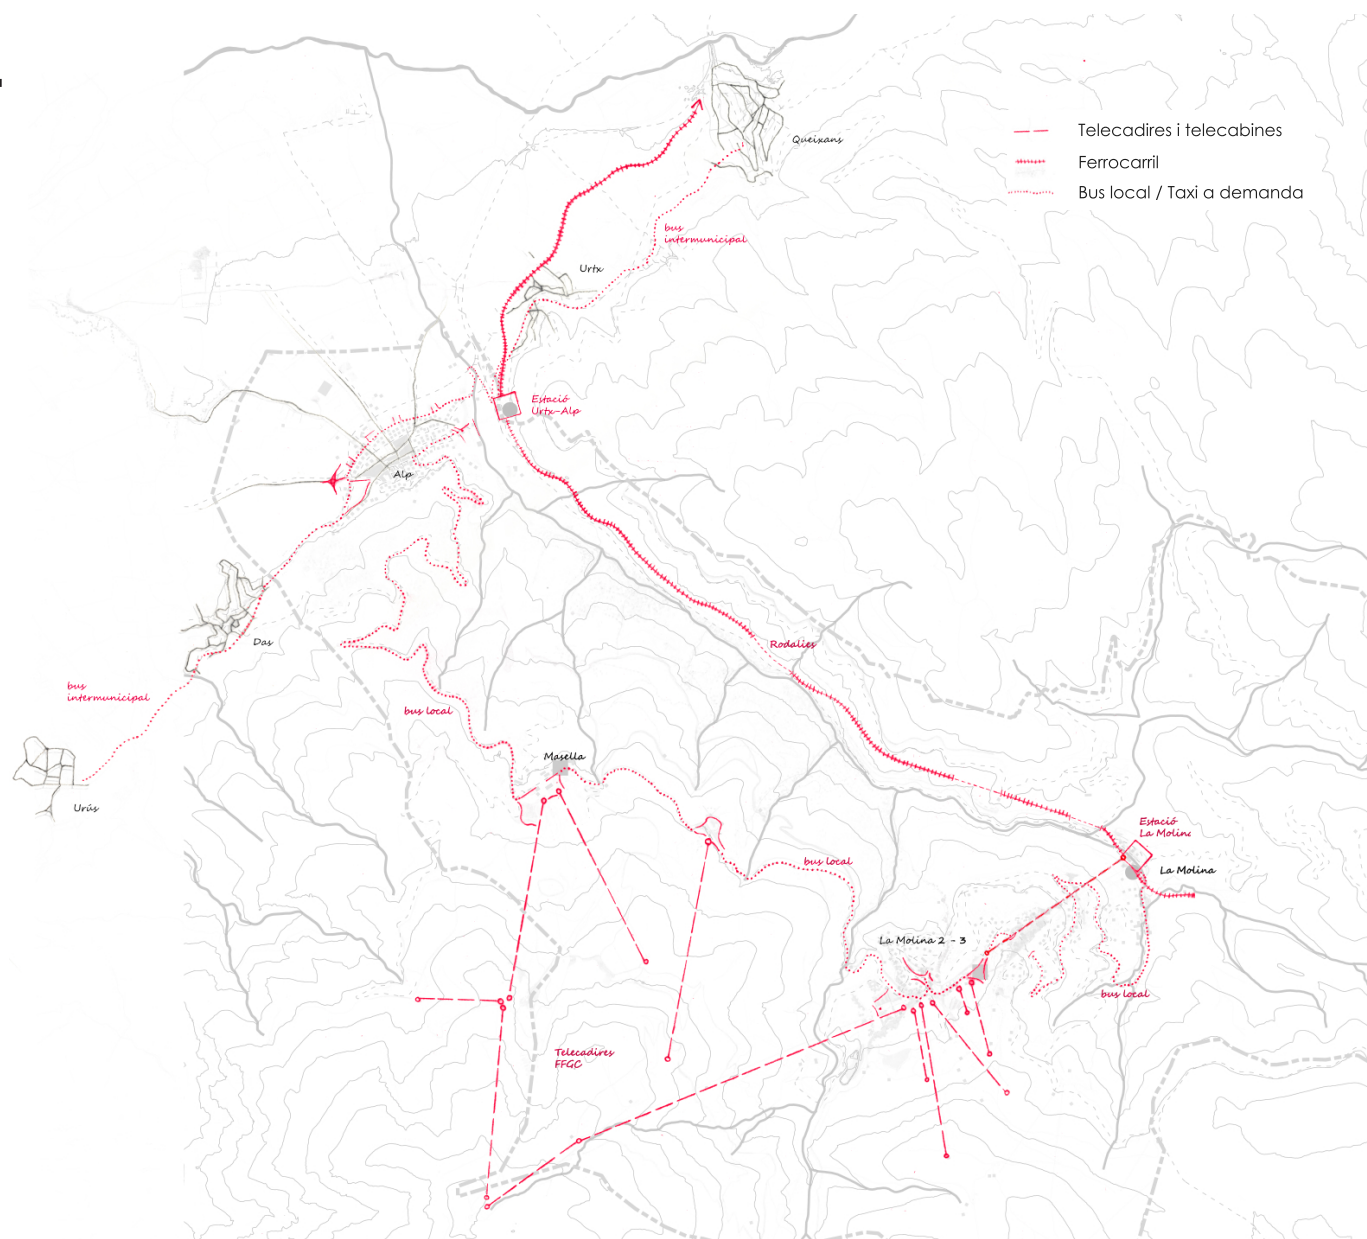 Telecadires i telecabines
Ferrocarril
Bus local / Taxi a demanda
Queixans
bus
intermunicipal
Urtx
Estació
Urtx-Alp
Alp
Das
Rodalies
bus
intermunicipal
bus local
Masella
Urús
Estació
La Molina
La Molina
bus local
La Molina 2 - 3
bus local
Telecadires
FFGC